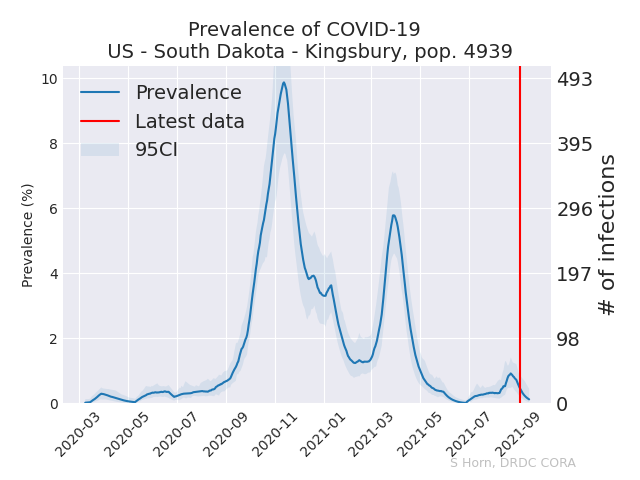 Prevalence of COVID-19
US - South Dakota - Kingsbury, pop. 4939
Prevalence
Latest data
95CI
10
8
6
4
2
0
Prevalence (%)
493
395
296
197
98
0
# of infections
2020-03
2020-05
2020-07
2020-09
2020-11
2021-01
2021-03
2021-05
2021-07
2021-09
S Horn, DRDC CORA